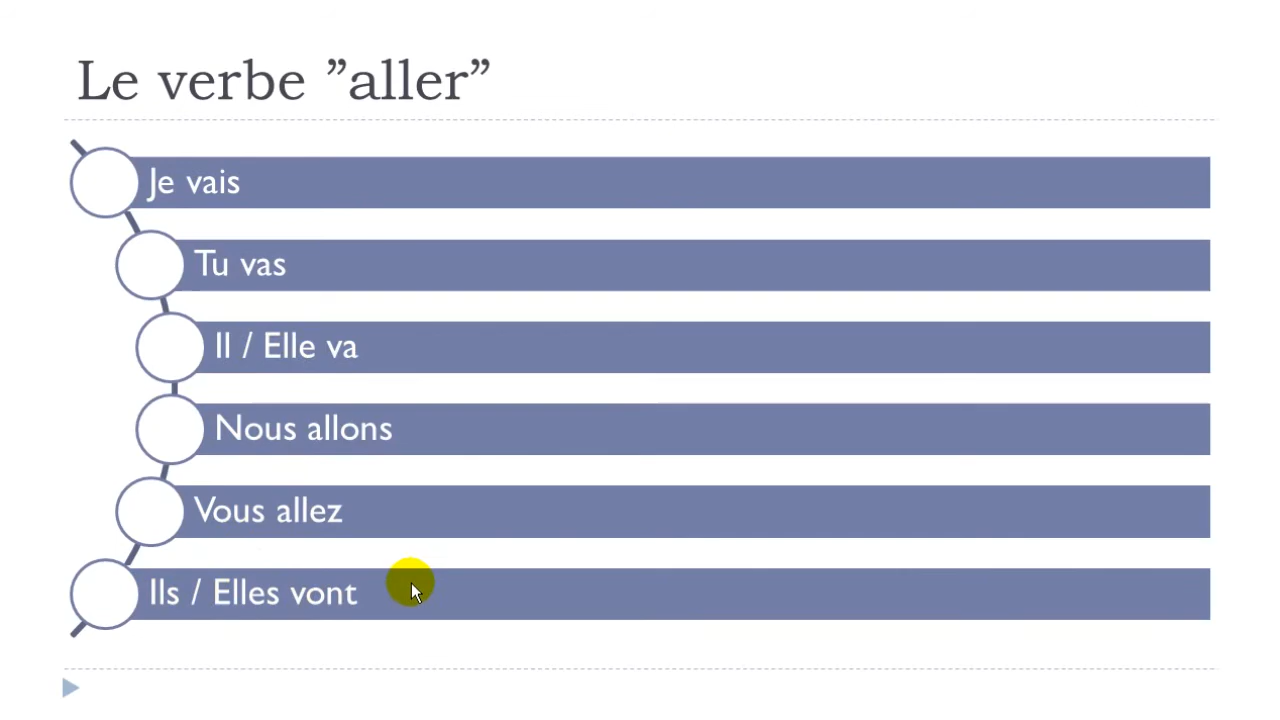 Le verbe ”aller”
Je vais
Tu vas
Il / Elle va
Nous allons
Vous allez
Ils / Elles vont